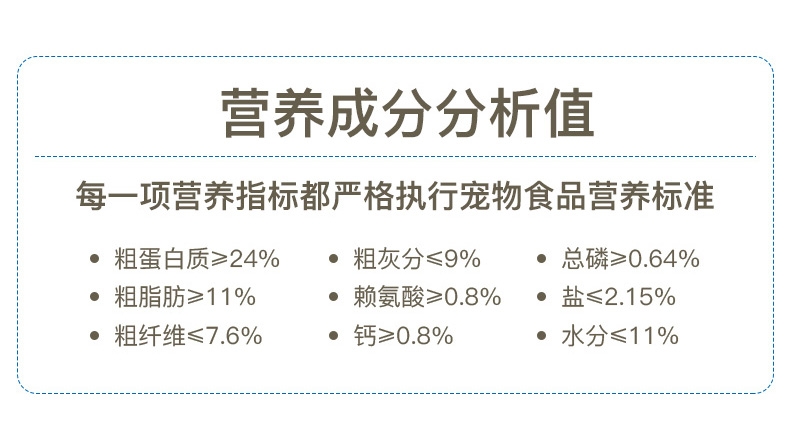 营养成分分析值
每一项营养指标都严格执行宠物食品营养标准
• 粗蛋白质≥24% • 粗灰分≤9% • 总磷≥0.64%
• 粗脂肪≥11% • 赖氨酸≥0.8% • 盐≤2.15%
• 粗纤维≤7.6% • 钙≥0.8% • 水分≤11%